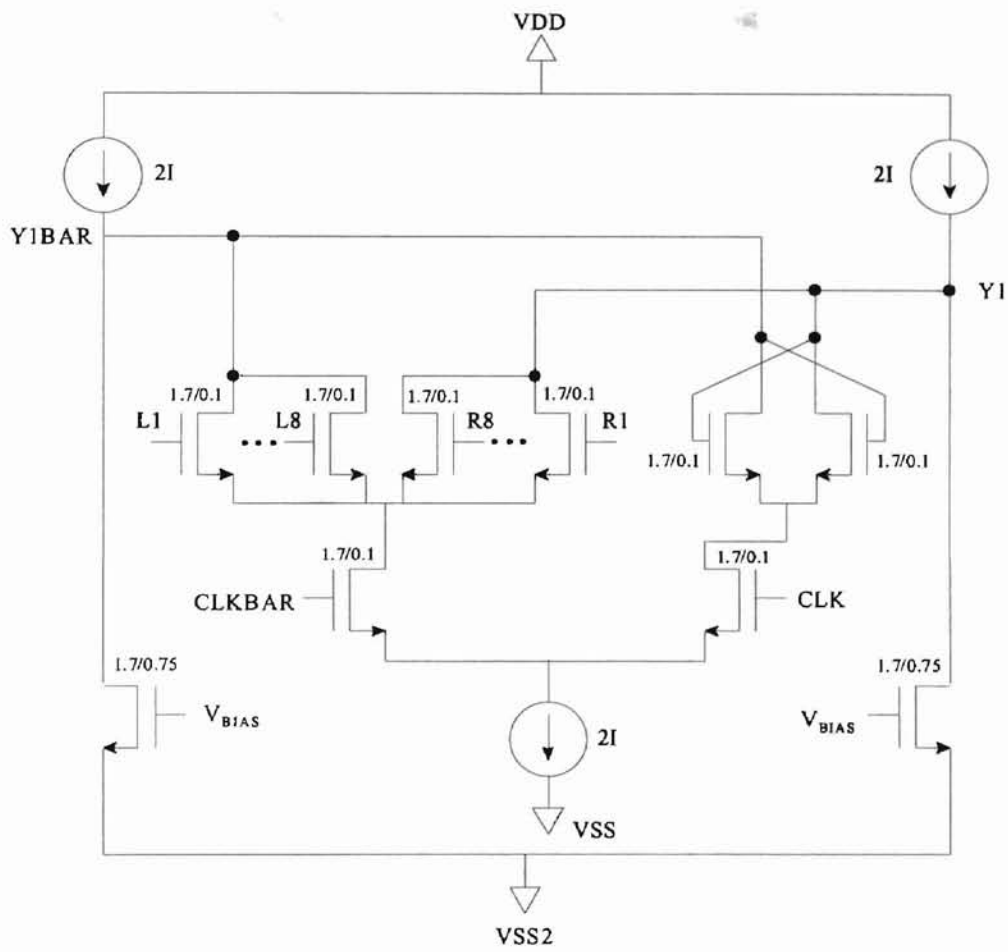 VDD
2I
2I
Y1BAR
Y1
1.7/0.1
1.7/0.1
1.7/0.1
1.7/0.1
L1
L8
R8
R1
1.7/0.1
1.7/0.1
1.7/0.1
1.7/0.1
CLKBAR
CLK
1.7/0.75
1.7/0.75
VBIAS
VBIAS
2I
VSS
VSS2